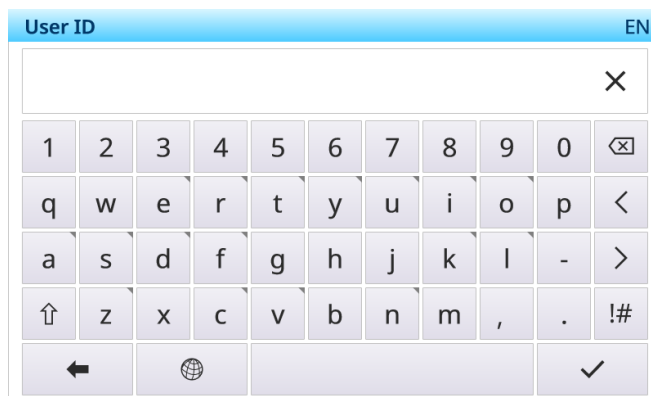 User ID EN
1 2 3 4 5 6 7 8 9 0
q w e r t y u i o p
a s d f g h j k l -
z x c v b n m , . !#